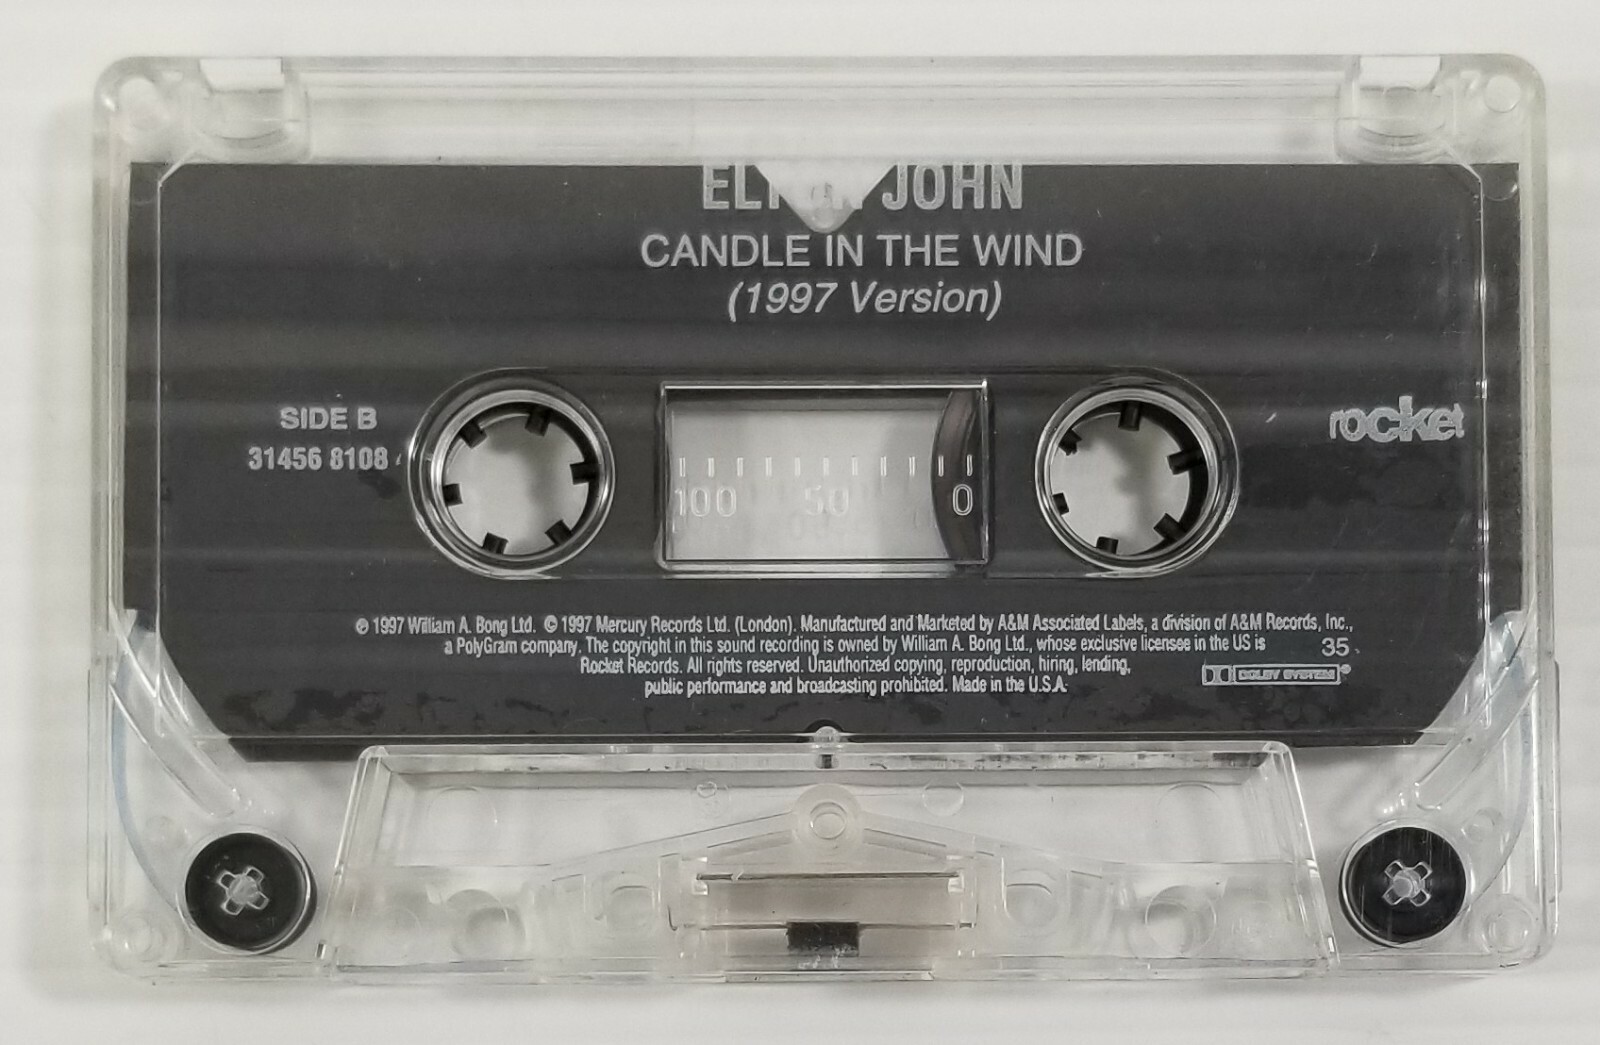 ELTON JOHN
CANDLE IN THE WIND
(1997 Version)
SIDE B
31456 8108
rocket
100 50 0
℗ 1997 William A. Bong Ltd. © 1997 Mercury Records Ltd. (London). Manufactured and Marketed by A&M Associated Labels, a division of A&M Records, Inc.,
a PolyGram company. The copyright in this sound recording is owned by William A. Bong Ltd., whose exclusive licensee in the US is
Rocket Records. All rights reserved. Unauthorized copying, reproduction, hiring, lending,
public performance and broadcasting prohibited. Made in the U.S.A.
35
DOLBY SYSTEM®